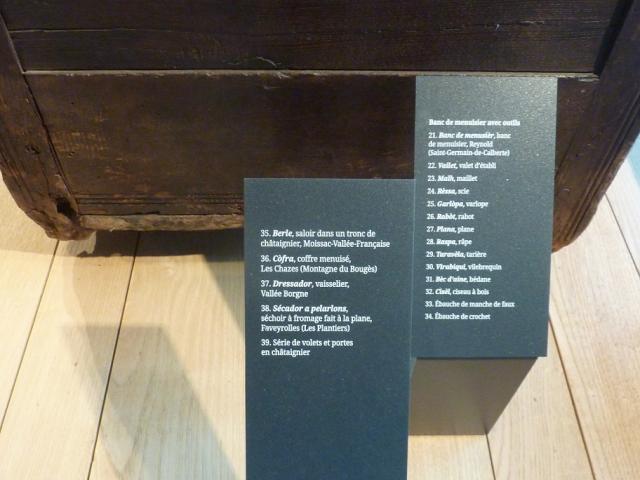 Banc de menuisier avec outils
21. Banc de menusièr, banc
de menuisier, Reynold
(Saint-Germain-de-Calberte)
22. Vailet, valet d'établi
23. Malh, maillet
24. Rèssa, scie
25. Garlòpa, varlope
26. Rabòt, rabot
27. Plana, plane
28. Raspa, râpe
29. Taravèla, tarière
30. Virabiquí, vilebrequin
31. Bèc d'aine, bédane
32. Cisèl, ciseau à bois
33. Ébauche de manche de faux
34. Ébauche de crochet
35. Berle, saloir dans un tronc de
châtaignier, Moissac-Vallée-Française
36. Còfra, coffre menuisé,
Les Chazes (Montagne du Bougès)
37. Dressador, vaisselier,
Vallée Borgne
38. Sécador a pelarlons,
séchoir à fromage fait à la plane,
Faveyrolles (Les Plantiers)
39. Série de volets et portes
en châtaignier